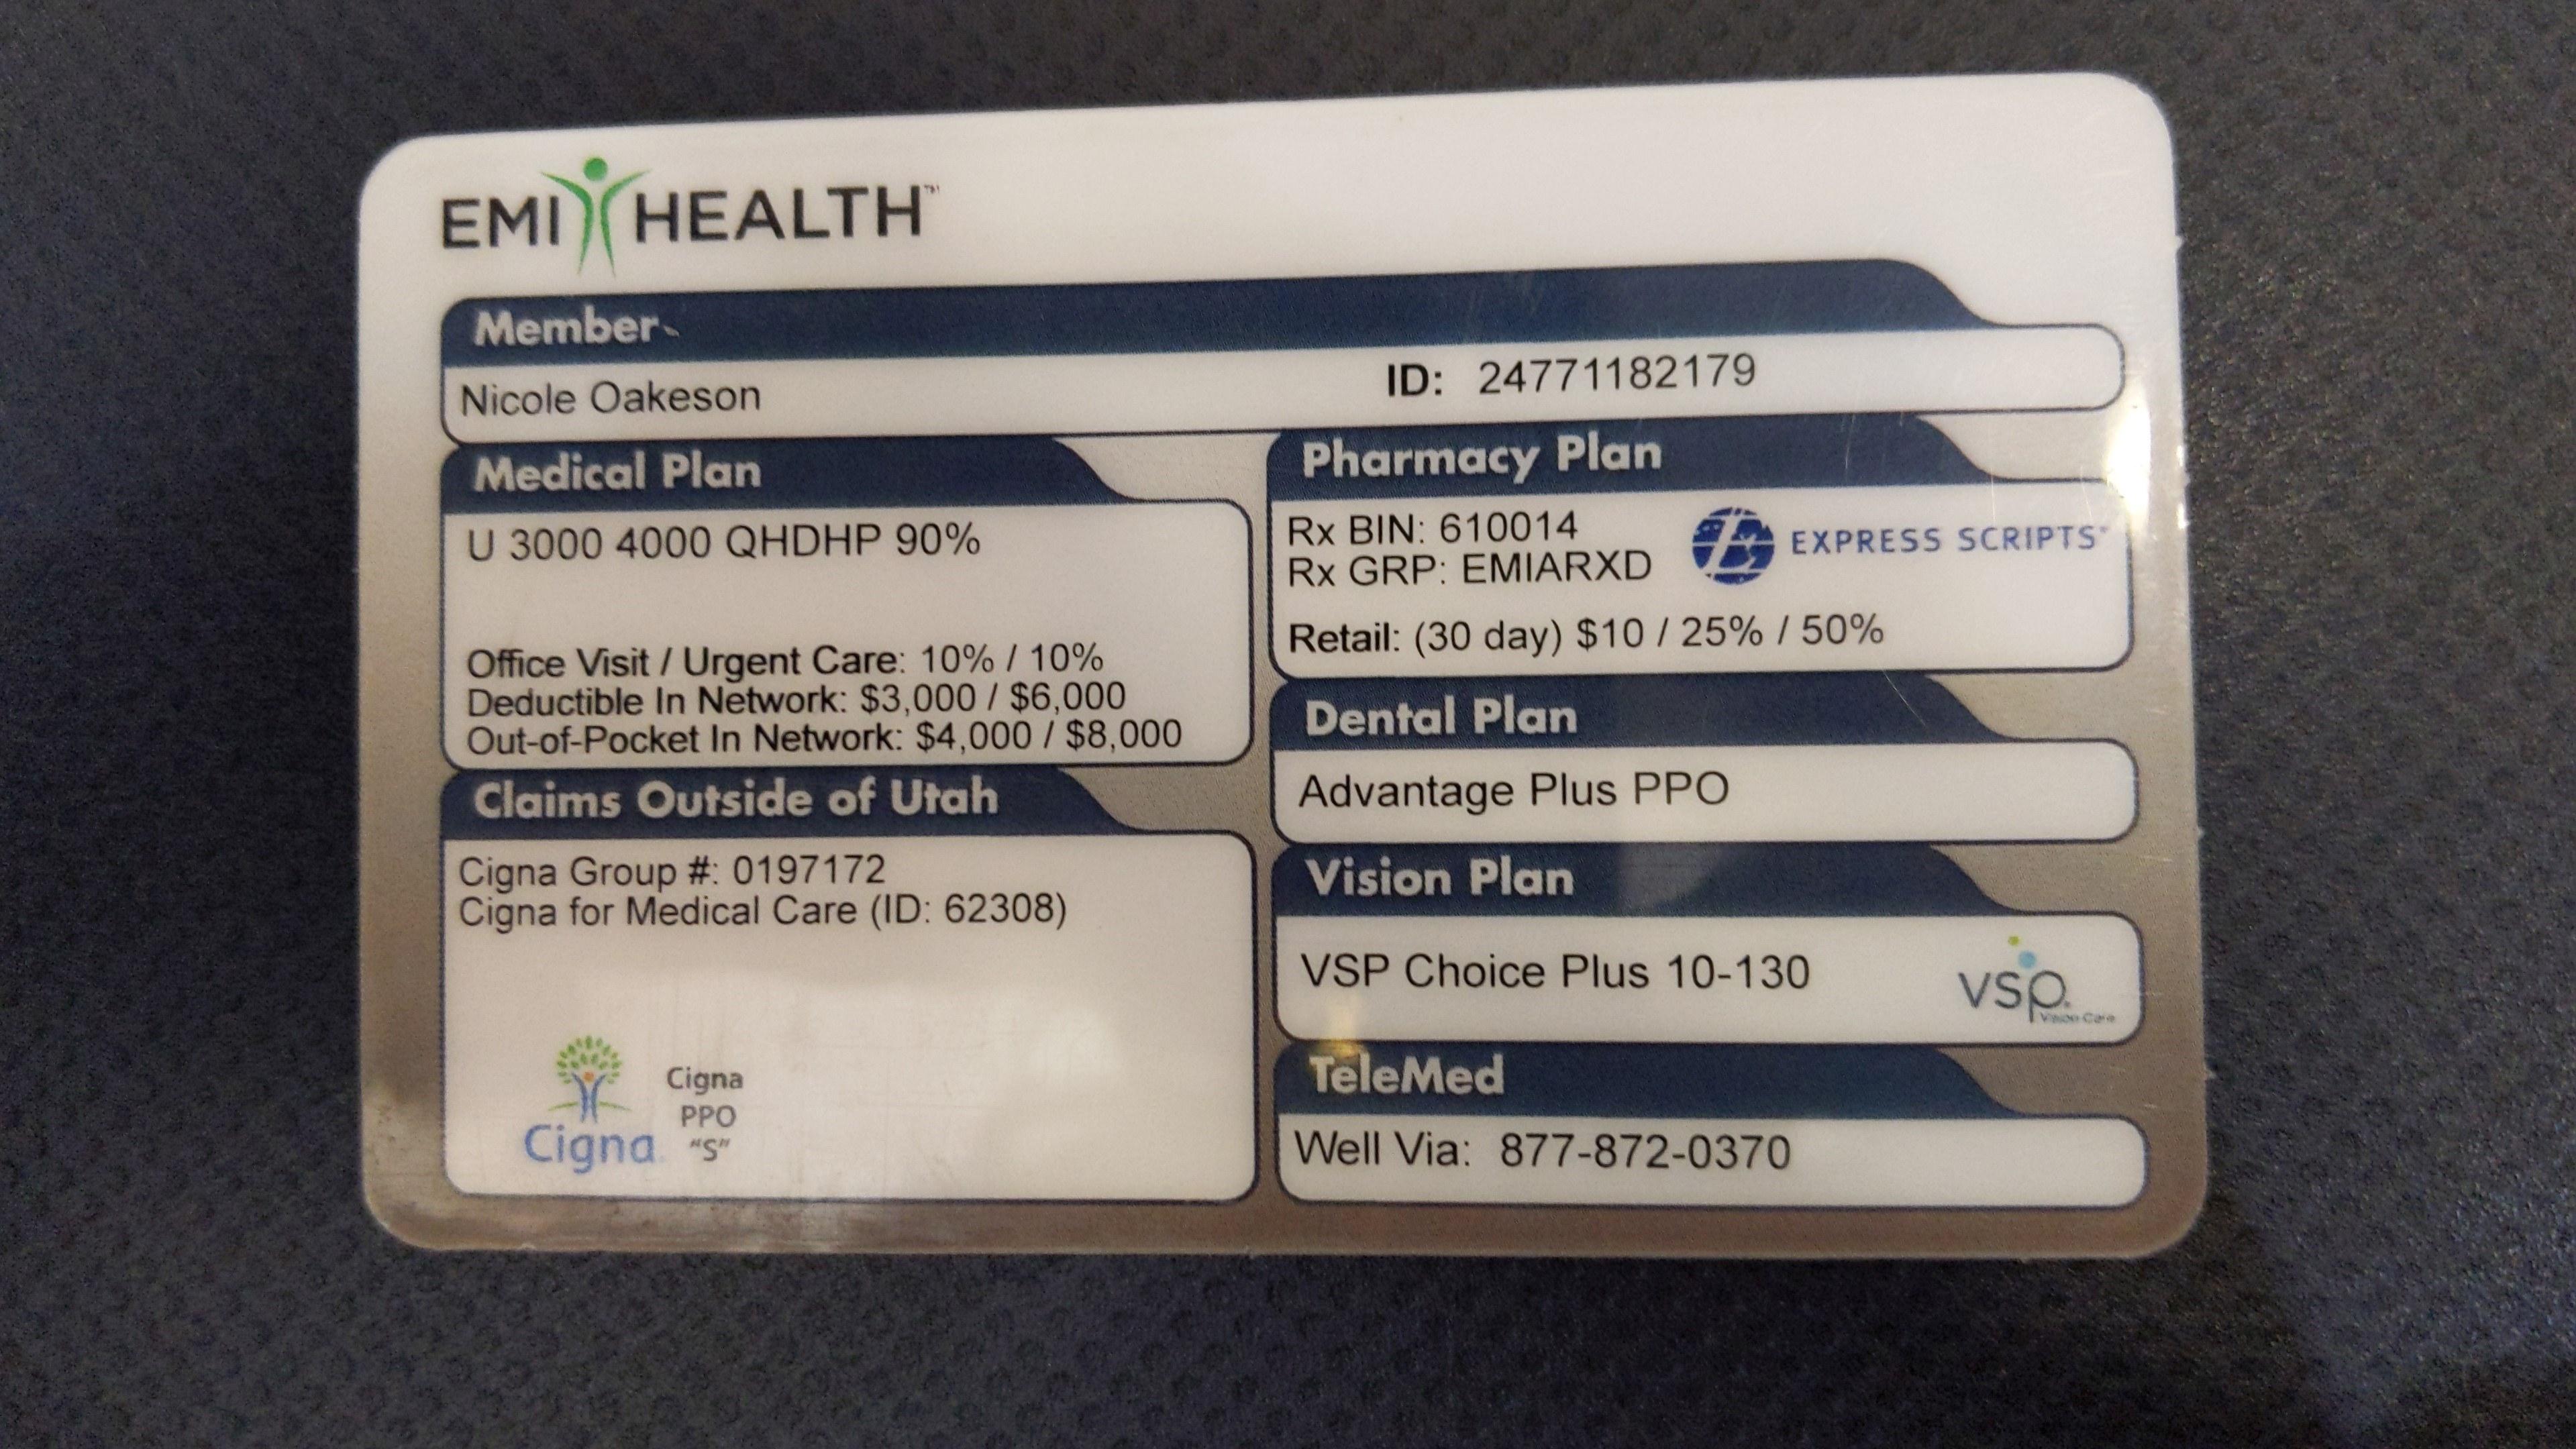 EMI HEALTH™
Member
Nicole Oakeson
ID: 24771182179
Medical Plan
U 3000 4000 QHDHP 90%
Office Visit / Urgent Care: 10% / 10%
Deductible In Network: $3,000 / $6,000
Out-of-Pocket In Network: $4,000 / $8,000
Claims Outside of Utah
Cigna Group #: 0197172
Cigna for Medical Care (ID: 62308)
Cigna
Cigna
PPO
"S"
Pharmacy Plan
Rx BIN: 610014
Rx GRP: EMIARXD
EXPRESS SCRIPTS®
Retail: (30 day) $10 / 25% / 50%
Dental Plan
Advantage Plus PPO
Vision Plan
VSP Choice Plus 10-130
vsp®
Vision Care
TeleMed
Well Via: 877-872-0370